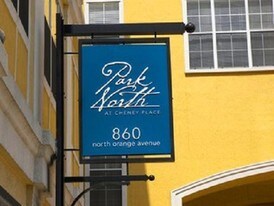 Park
North
AT CHENEY PLACE
860
north orange avenue